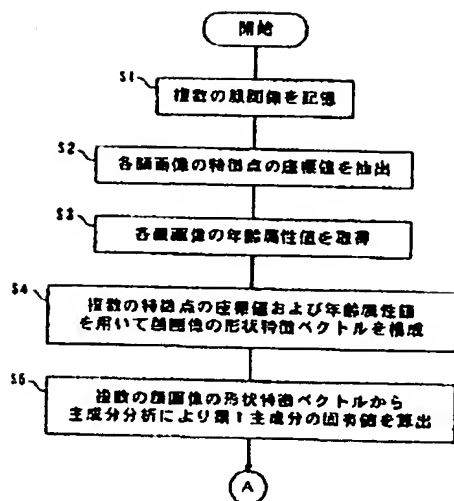 開始
S1
複数の顔画像を記憶
S2
各顔画像の特徴点の座標値を抽出
S3
各顔画像の年齢属性値を取得
S4
複数の特徴点の座標値および年齢属性値
を用いて顔画像の形状特徴ベクトルを構成
S5
複数の顔画像の形状特徴ベクトルから
主成分分析により第1主成分の固有値を算出
A